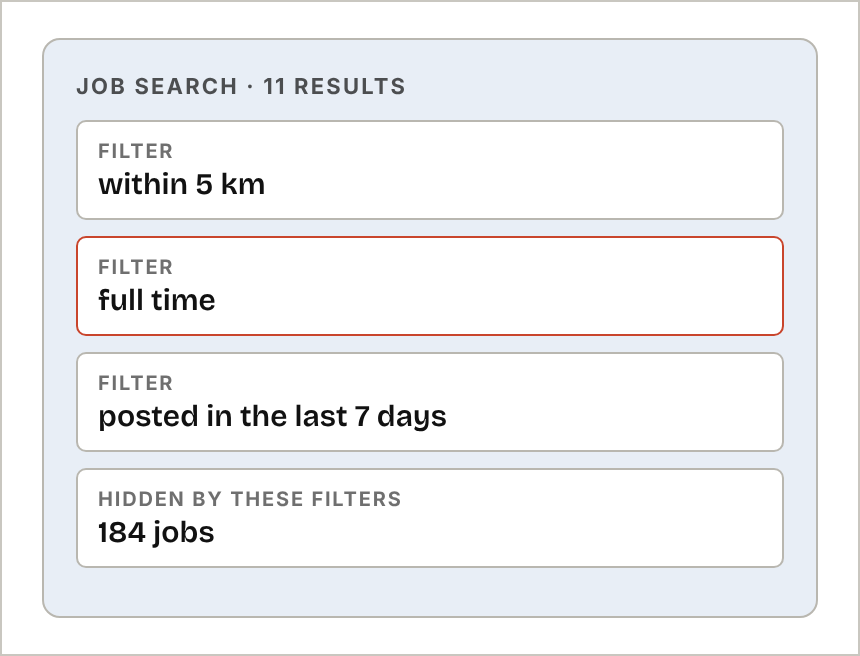 JOB SEARCH · 11 RESULTS
FILTER
within 5 km
FILTER
full time
FILTER
posted in the last 7 days
HIDDEN BY THESE FILTERS
184 jobs